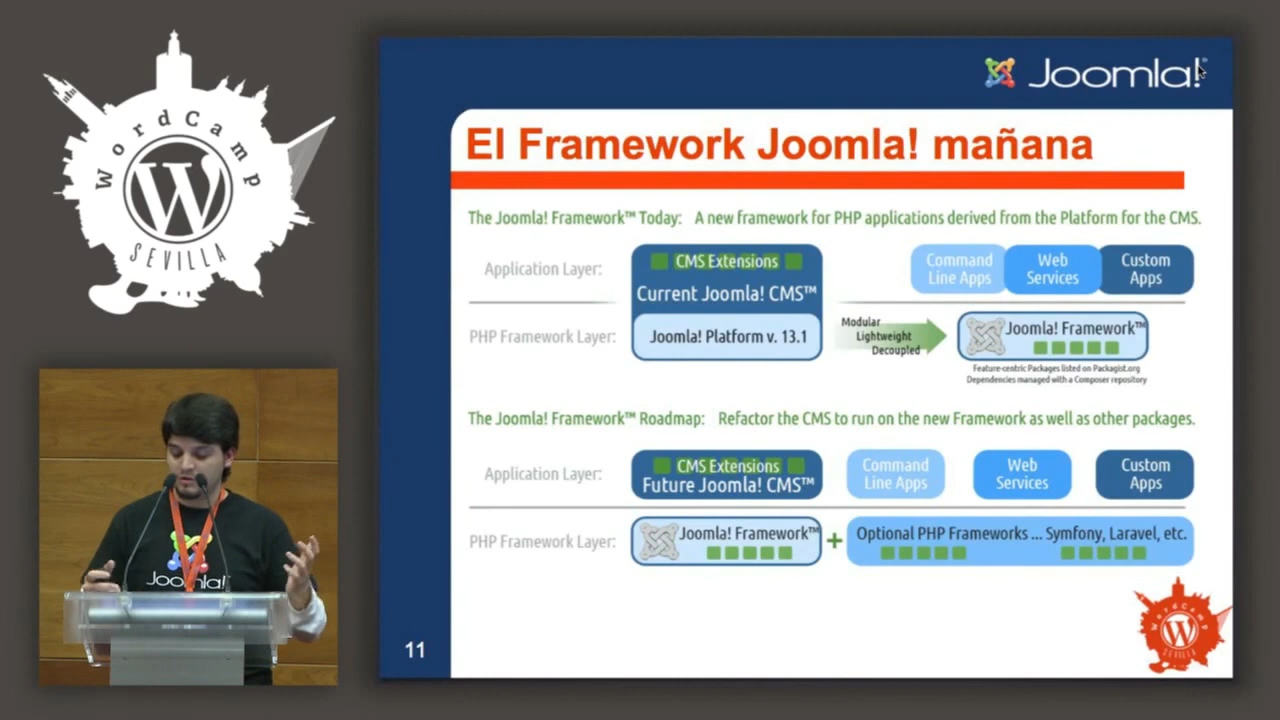 WordCamp
SEVILLA
Joomla!
Joomla!
El Framework Joomla! mañana
The Joomla! Framework™ Today: A new framework for PHP applications derived from the Platform for the CMS.
Application Layer:
CMS Extensions
Current Joomla! CMS™
Command
Line Apps
Web
Services
Custom
Apps
PHP Framework Layer:
Joomla! Platform v. 13.1
Modular
Lightweight
Decoupled
Joomla! Framework™
Feature-centric Packages listed on Packagist.org
Dependencies managed with a Composer repository
The Joomla! Framework™ Roadmap: Refactor the CMS to run on the new Framework as well as other packages.
Application Layer:
CMS Extensions
Future Joomla! CMS™
Command
Line Apps
Web
Services
Custom
Apps
PHP Framework Layer:
Joomla! Framework™
+
Optional PHP Frameworks ... Symfony, Laravel, etc.
WordCamp
SEVILLA
11